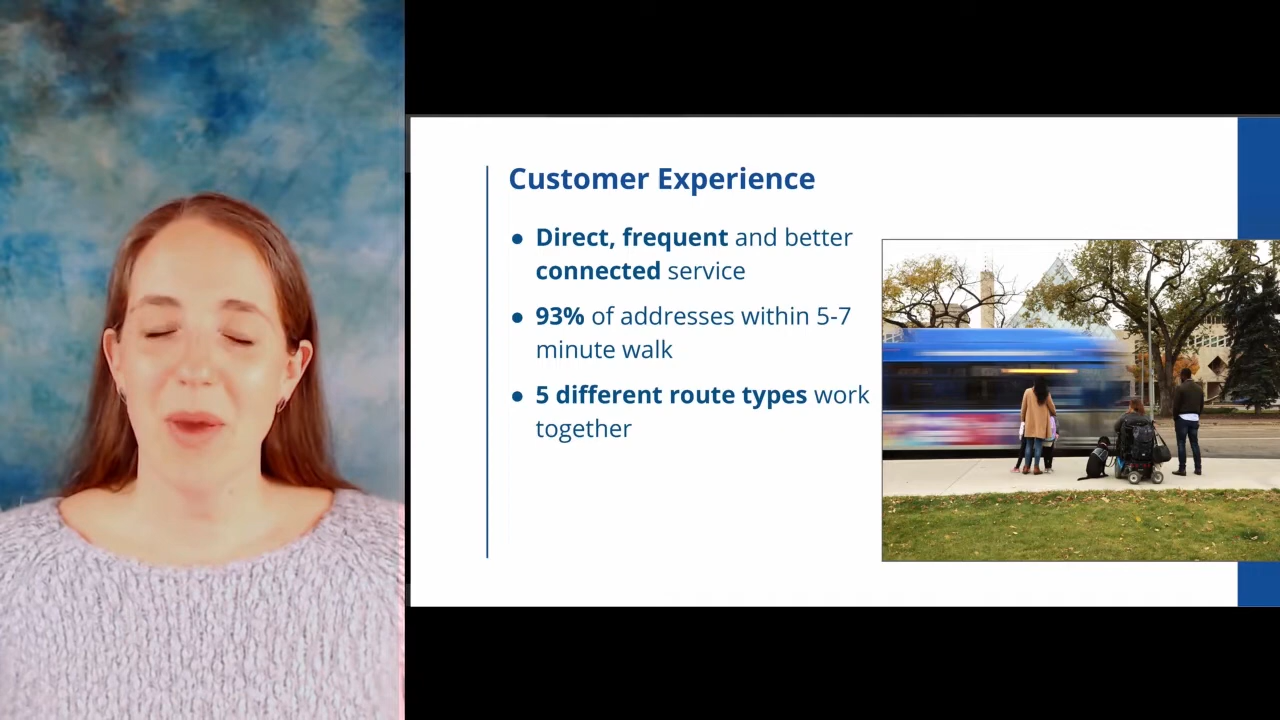 Customer Experience
● Direct, frequent and better
connected service
● 93% of addresses within 5-7
minute walk
● 5 different route types work
together